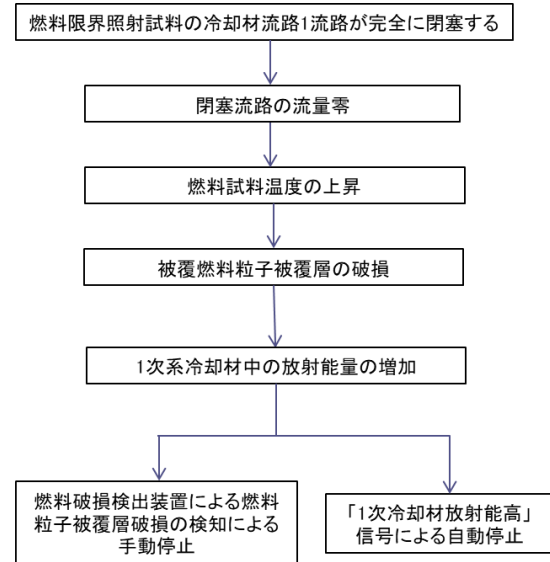 燃料限界照射試料の冷却材流路1流路が完全に閉塞する
閉塞流路の流量零
燃料試料温度の上昇
被覆燃料粒子被覆層の破損
1次系冷却材中の放射能量の増加
燃料破損検出装置による燃料
粒子被覆層破損の検知による
手動停止
「1次冷却材放射能高」
信号による自動停止